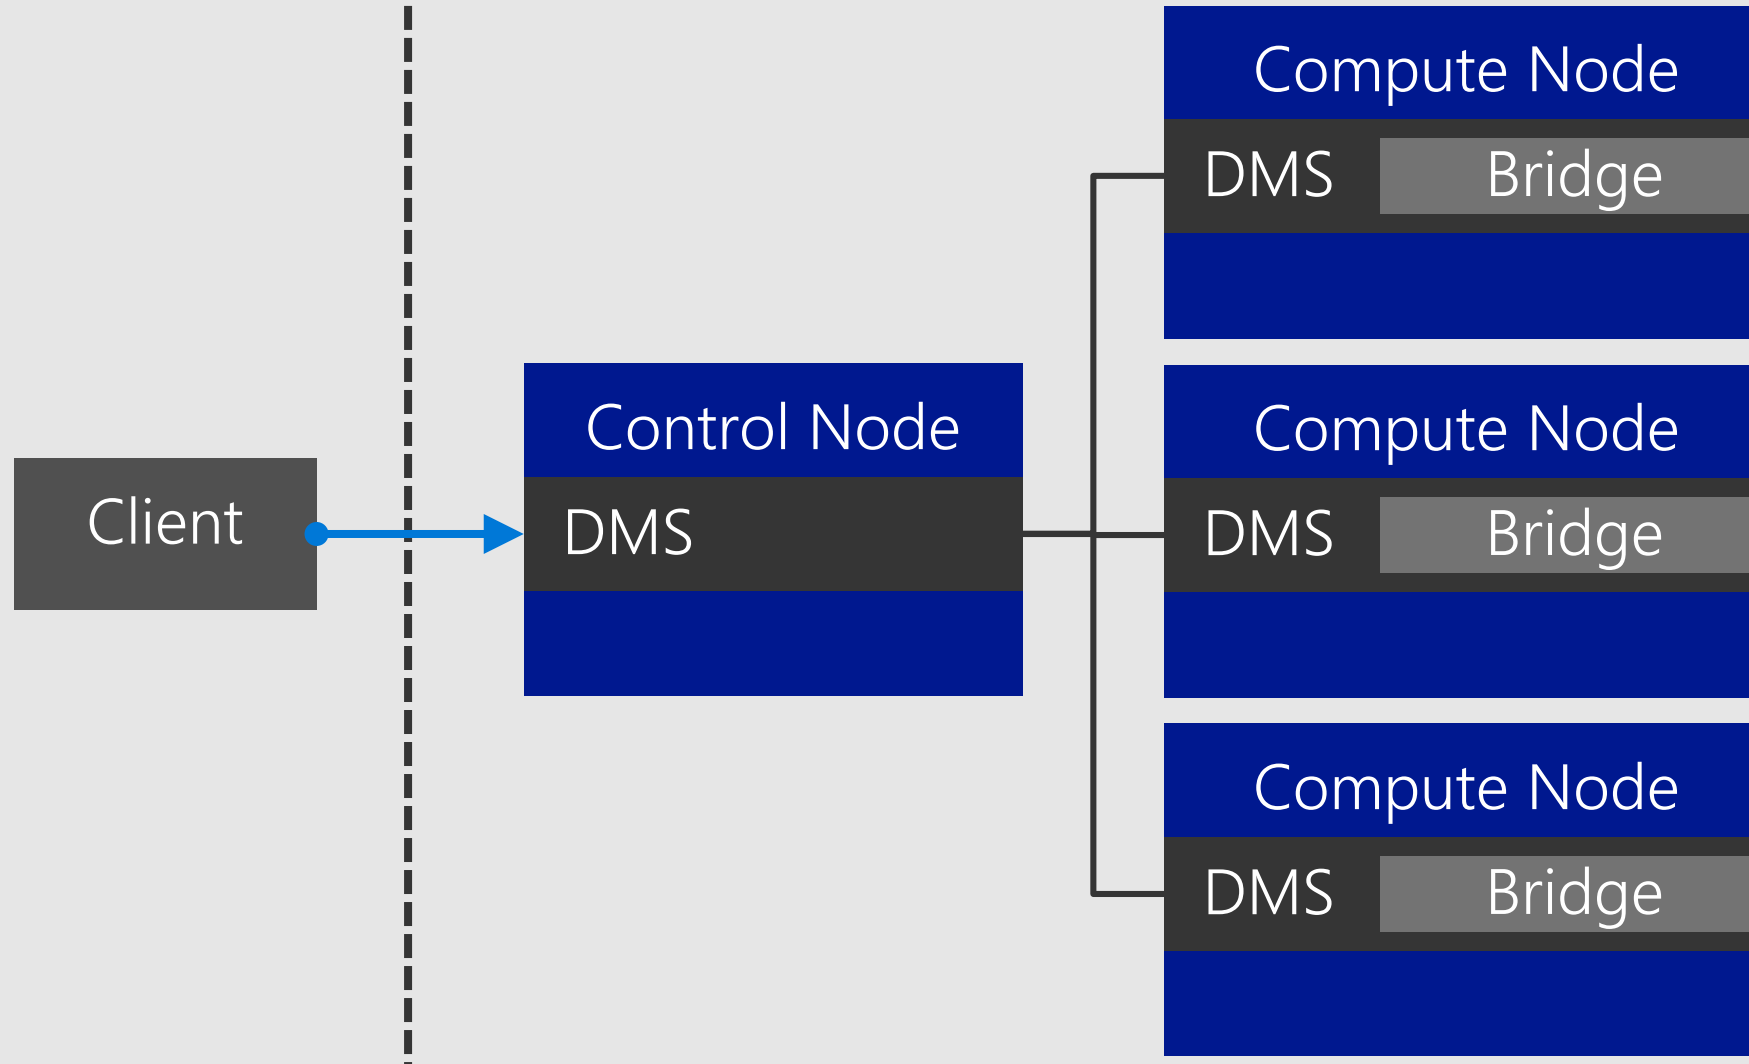 Client
Control Node
DMS
Compute Node
DMS Bridge
Compute Node
DMS Bridge
Compute Node
DMS Bridge